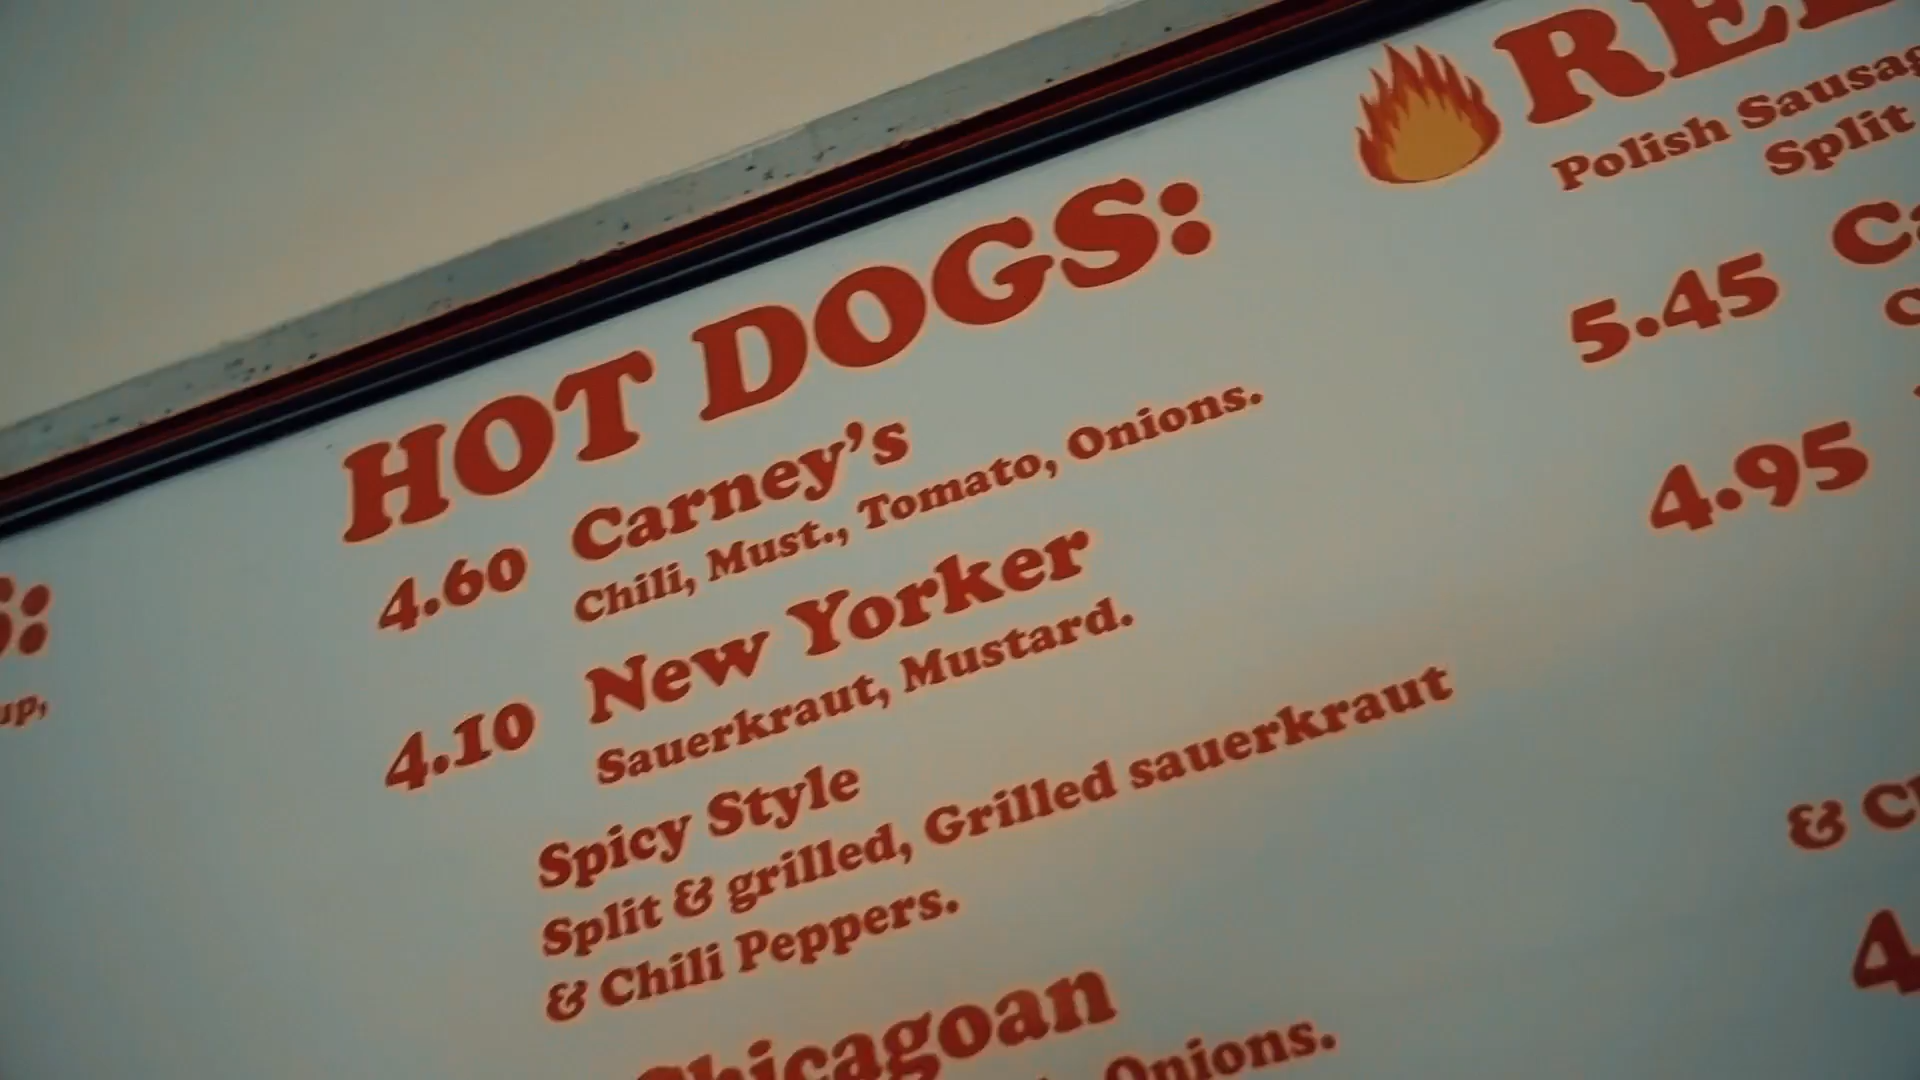 HOT DOGS:
4.60 Carney's
Chili, Must., Tomato, Onions.
4.10 New Yorker
Sauerkraut, Mustard.
Spicy Style
Split & grilled, Grilled sauerkraut
& Chili Peppers.
Chicagoan
Onions.
Polish
Split
5.45
4.95
&